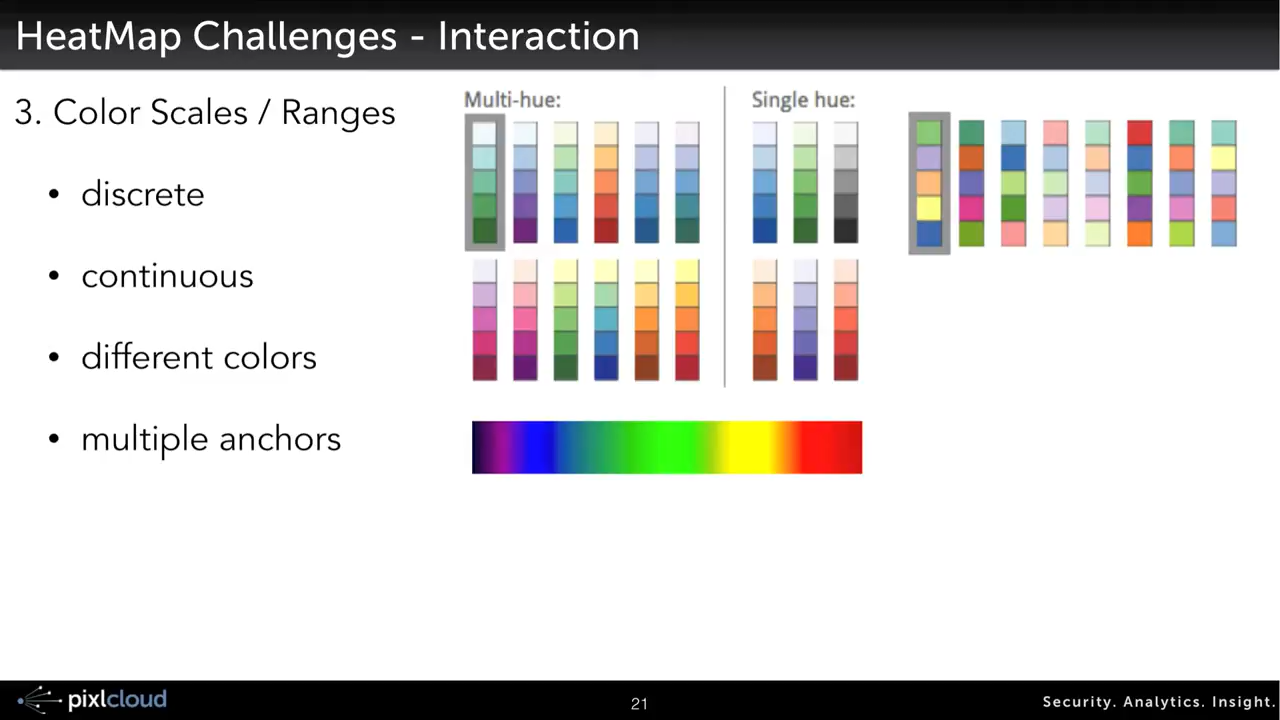 HeatMap Challenges - Interaction
3. Color Scales / Ranges
• discrete
• continuous
• different colors
• multiple anchors
Multi-hue:
Single hue:
pixlcloud
21
Security. Analytics. Insight.